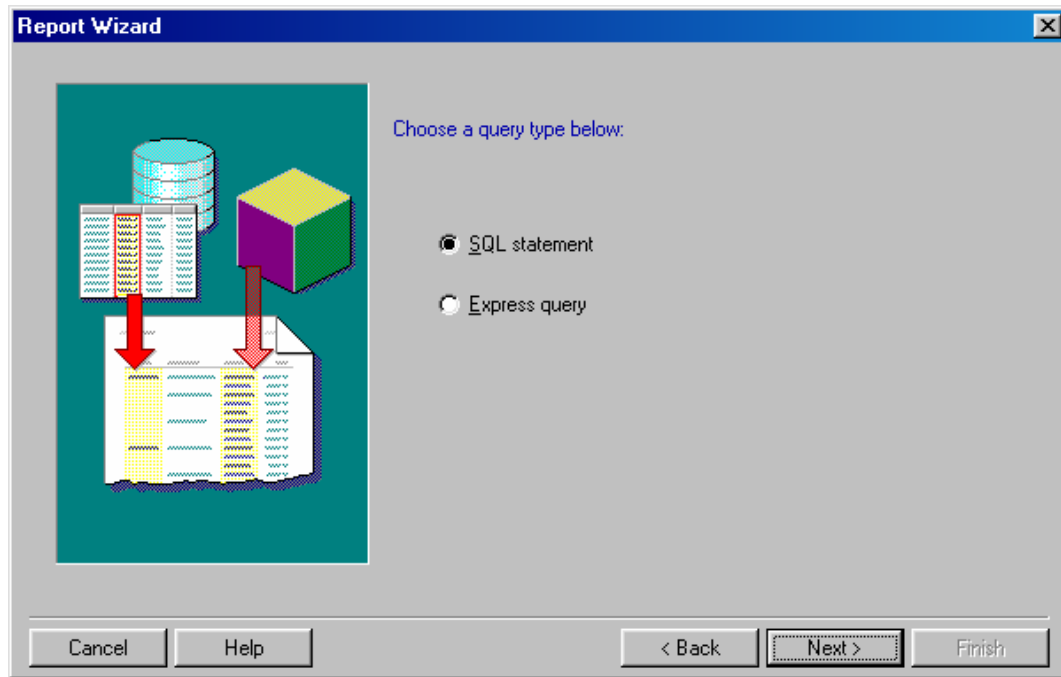 Report Wizard
Choose a query type below:
SQL statement
Express query
Cancel Help < Back Next > Finish